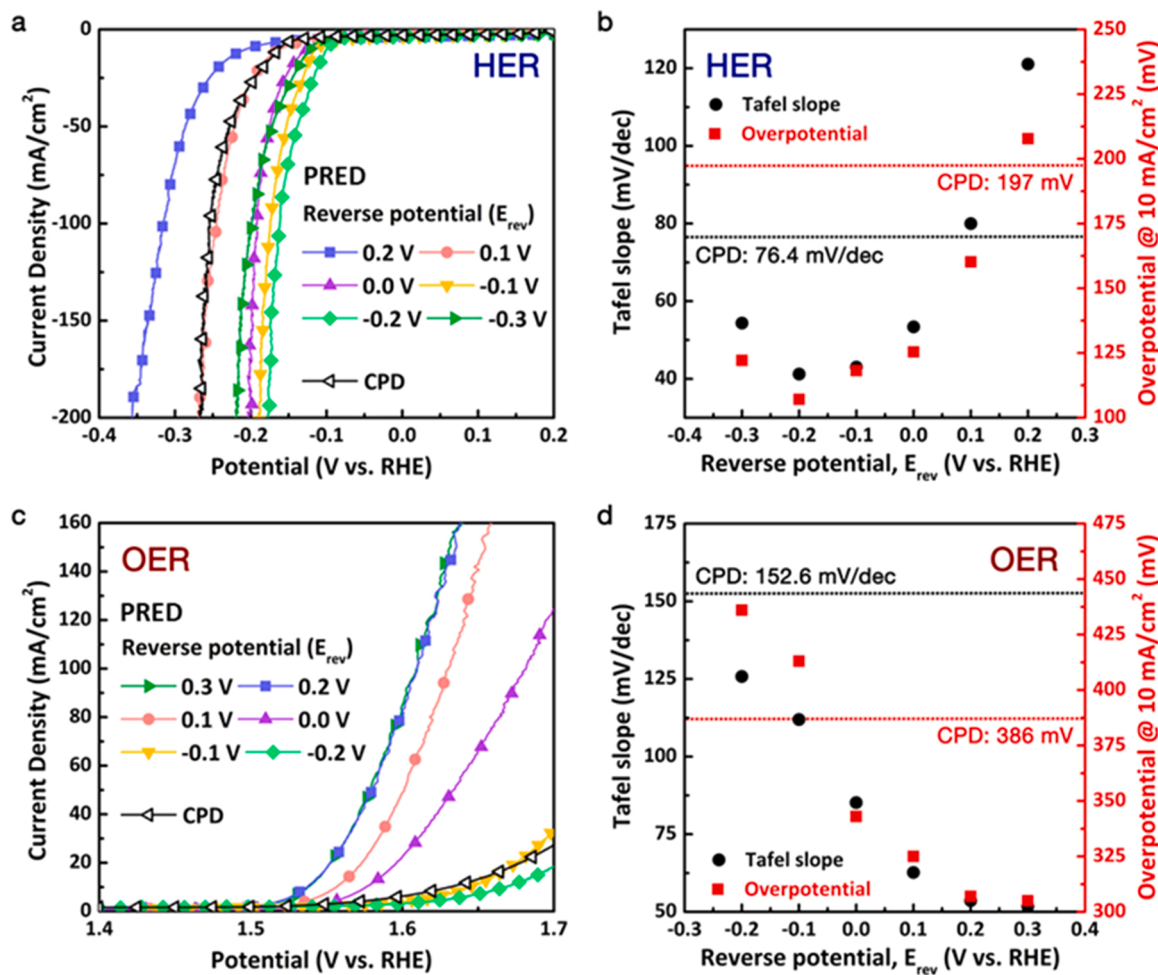 a
HER
Current Density (mA/cm²)
0
-50
-100
-150
-200
PRED
Reverse potential (E_rev)
0.2 V 0.1 V
0.0 V -0.1 V
-0.2 V -0.3 V
CPD
-0.4 -0.3 -0.2 -0.1 0.0 0.1 0.2
Potential (V vs. RHE)
b
HER
Tafel slope (mV/dec)
120
100
80
60
40
Tafel slope
Overpotential
CPD: 197 mV
CPD: 76.4 mV/dec
250
225
200
175
150
125
100
Overpotential @ 10 mA/cm² (mV)
-0.4 -0.3 -0.2 -0.1 0.0 0.1 0.2 0.3
Reverse potential, E_rev (V vs. RHE)
c
OER
Current Density (mA/cm²)
160
140
120
100
80
60
40
20
0
PRED
Reverse potential (E_rev)
0.3 V 0.2 V
0.1 V 0.0 V
-0.1 V -0.2 V
CPD
1.4 1.5 1.6 1.7
Potential (V vs. RHE)
d
OER
Tafel slope (mV/dec)
175
150
125
100
75
50
CPD: 152.6 mV/dec
CPD: 386 mV
Tafel slope
Overpotential
475
450
425
400
375
350
325
300
Overpotential @ 10 mA/cm² (mV)
-0.3 -0.2 -0.1 0.0 0.1 0.2 0.3
Reverse potential, E_rev (V vs. RHE)